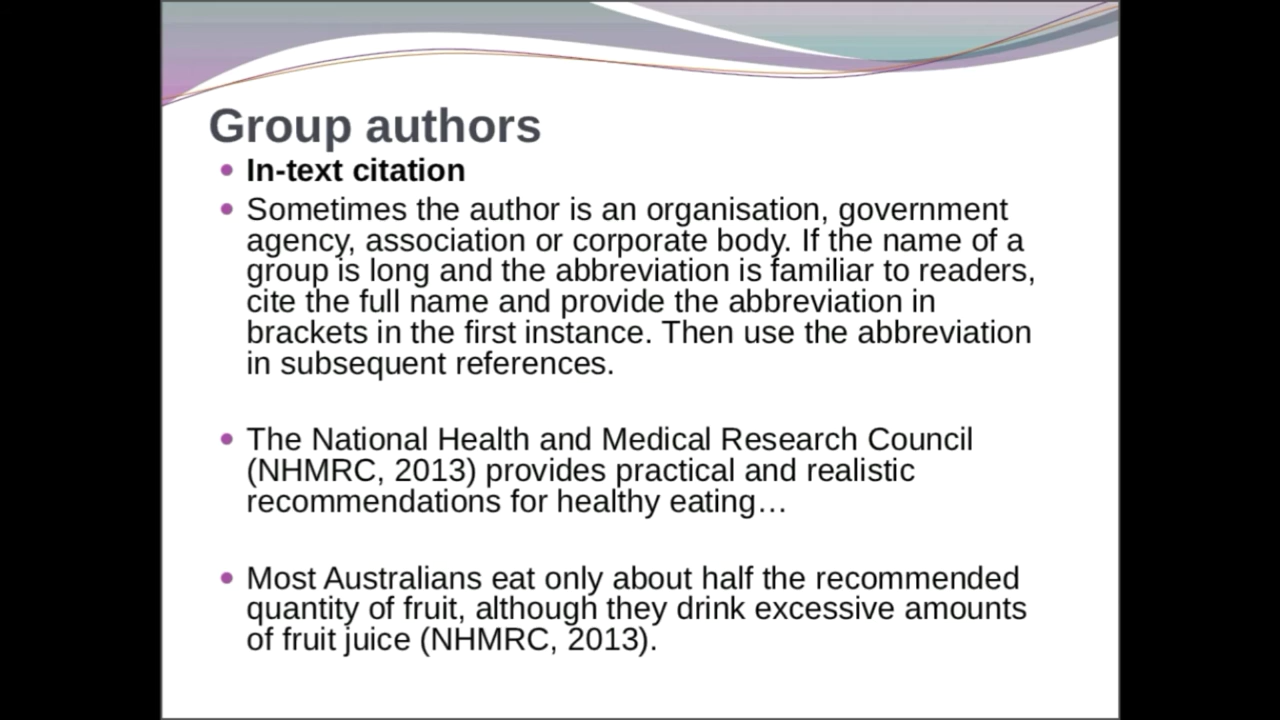 Group authors
In-text citation
Sometimes the author is an organisation, government
agency, association or corporate body. If the name of a
group is long and the abbreviation is familiar to readers,
cite the full name and provide the abbreviation in
brackets in the first instance. Then use the abbreviation
in subsequent references.
The National Health and Medical Research Council
(NHMRC, 2013) provides practical and realistic
recommendations for healthy eating…
Most Australians eat only about half the recommended
quantity of fruit, although they drink excessive amounts
of fruit juice (NHMRC, 2013).